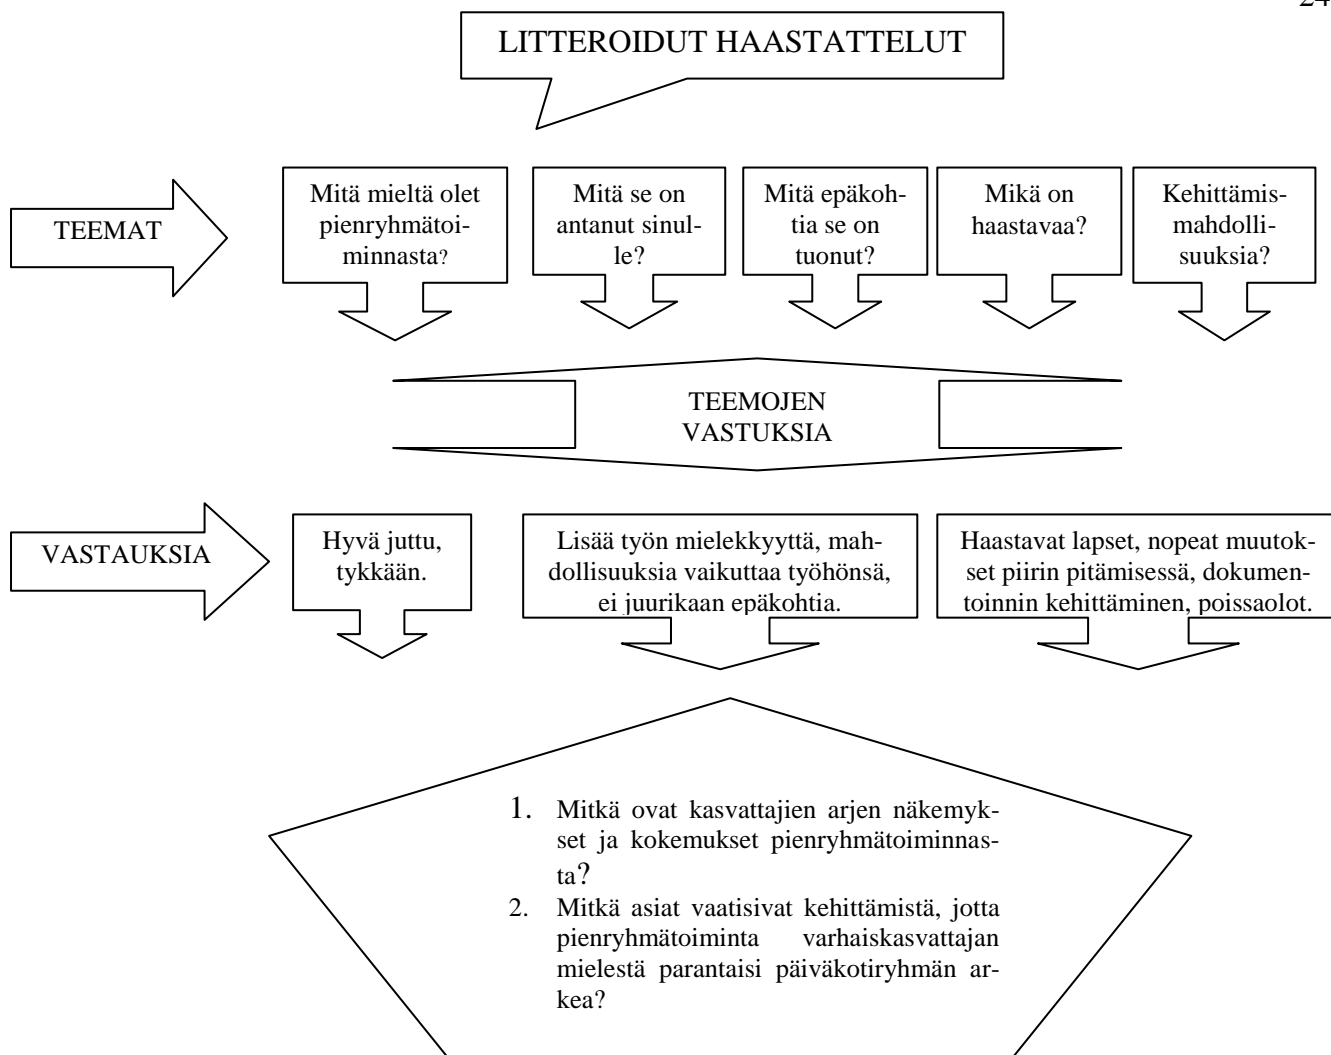 24
LITTEROIDUT HAASTATTELUT
TEEMAT
Mitä mieltä olet
pienryhmätoi-
minnasta?
Mitä se on
antanut sinul-
le?
Mitä epäkoh-
tia se on
tuonut?
Mikä on
haastavaa?
Kehittämis-
mahdolli-
suuksia?
TEEMOJEN
VASTUKSIA
VASTAUKSIA
Hyvä juttu,
tykkään.
Lisää työn mielekkyyttä, mah-
dollisuuksia vaikuttaa työhönsä,
ei juurikaan epäkohtia.
Haastavat lapset, nopeat muutok-
set piirin pitämisessä, dokumen-
toinnin kehittäminen, poissaolot.
1. Mitkä ovat kasvattajien arjen näkemyk-
set ja kokemukset pienryhmätoiminnas-
ta?
2. Mitkä asiat vaatisivat kehittämistä, jotta
pienryhmätoiminta varhaiskasvattajan
mielestä parantaisi päiväkotiryhmän ar-
kea?